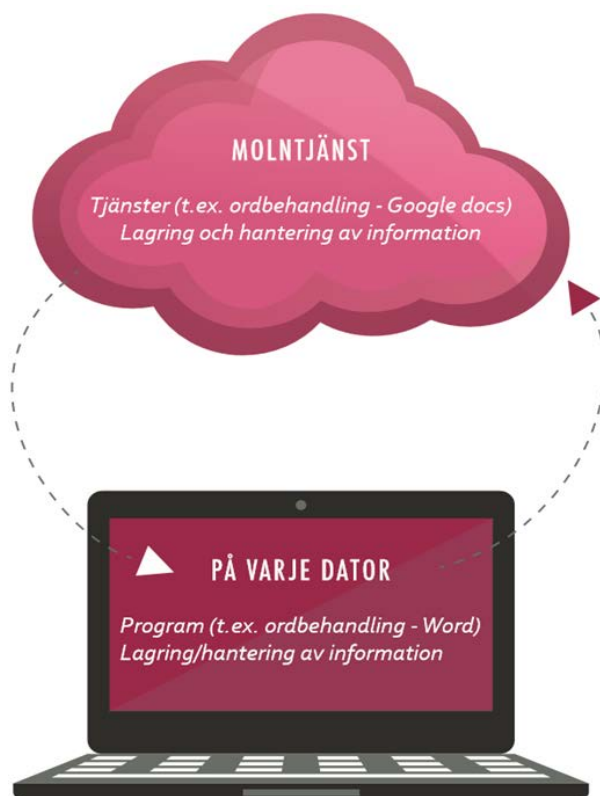 MOLNTJÄNST
Tjänster (t.ex. ordbehandling - Google docs)
Lagring och hantering av information
PÅ VARJE DATOR
Program (t.ex. ordbehandling - Word)
Lagring/hantering av information